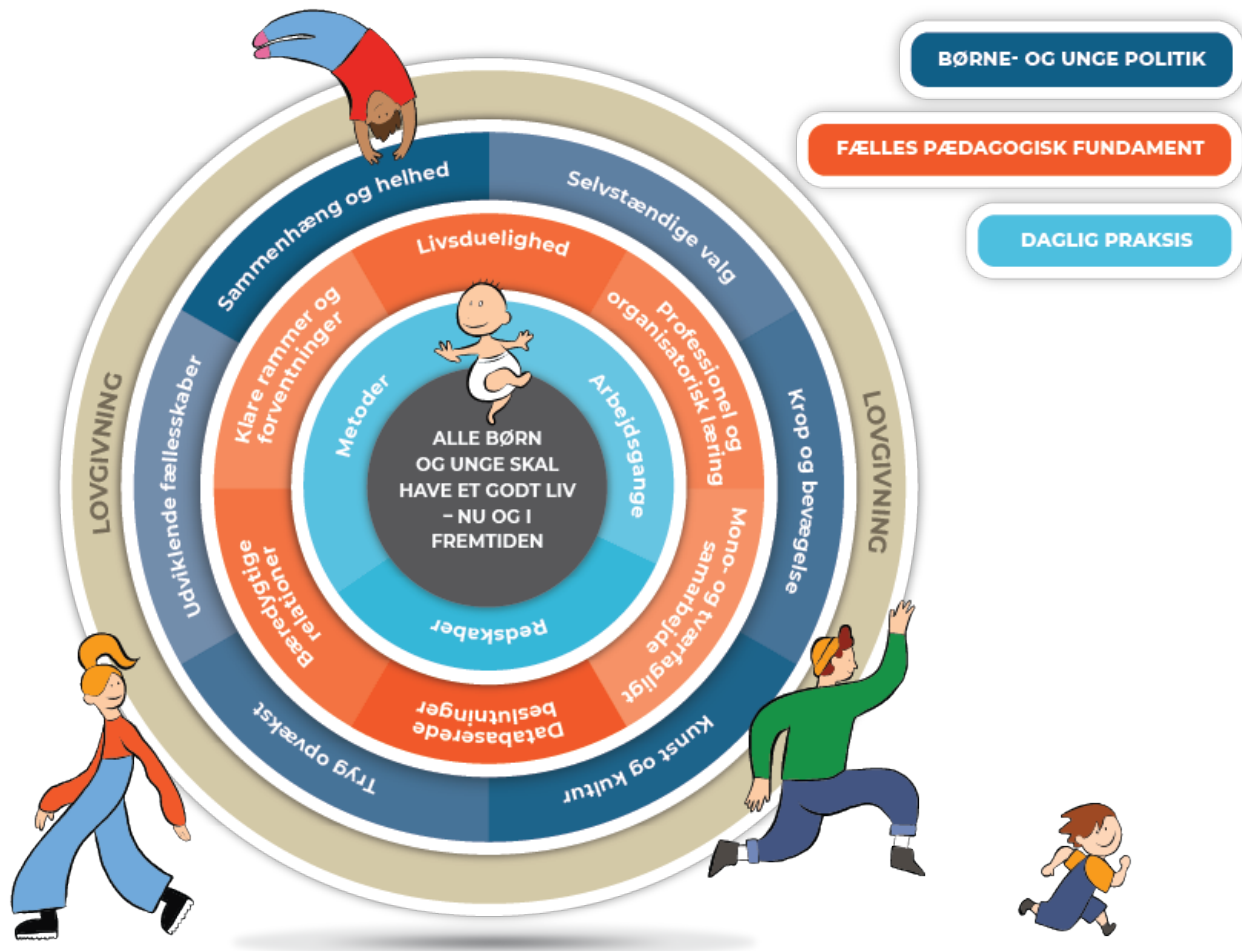 BØRNE- OG UNGE POLITIK
FÆLLES PÆDAGOGISK FUNDAMENT
DAGLIG PRAKSIS
LOVGIVNING
LOVGIVNING
Sammenhæng og helhed
Selvstændige valg
Krop og bevægelse
Kunst og kultur
Tryg opvækst
Udviklende fællesskaber
Livsduelighed
Professionel og
organisatorisk læring
Mono- og tværfagligt
samarbejde
Databaserede
beslutninger
Bæredygtige
relationer
Klare rammer og
forventninger
Metoder
Arbejdsgange
Redskaber
ALLE BØRN
OG UNGE SKAL
HAVE ET GODT LIV
– NU OG I
FREMTIDEN